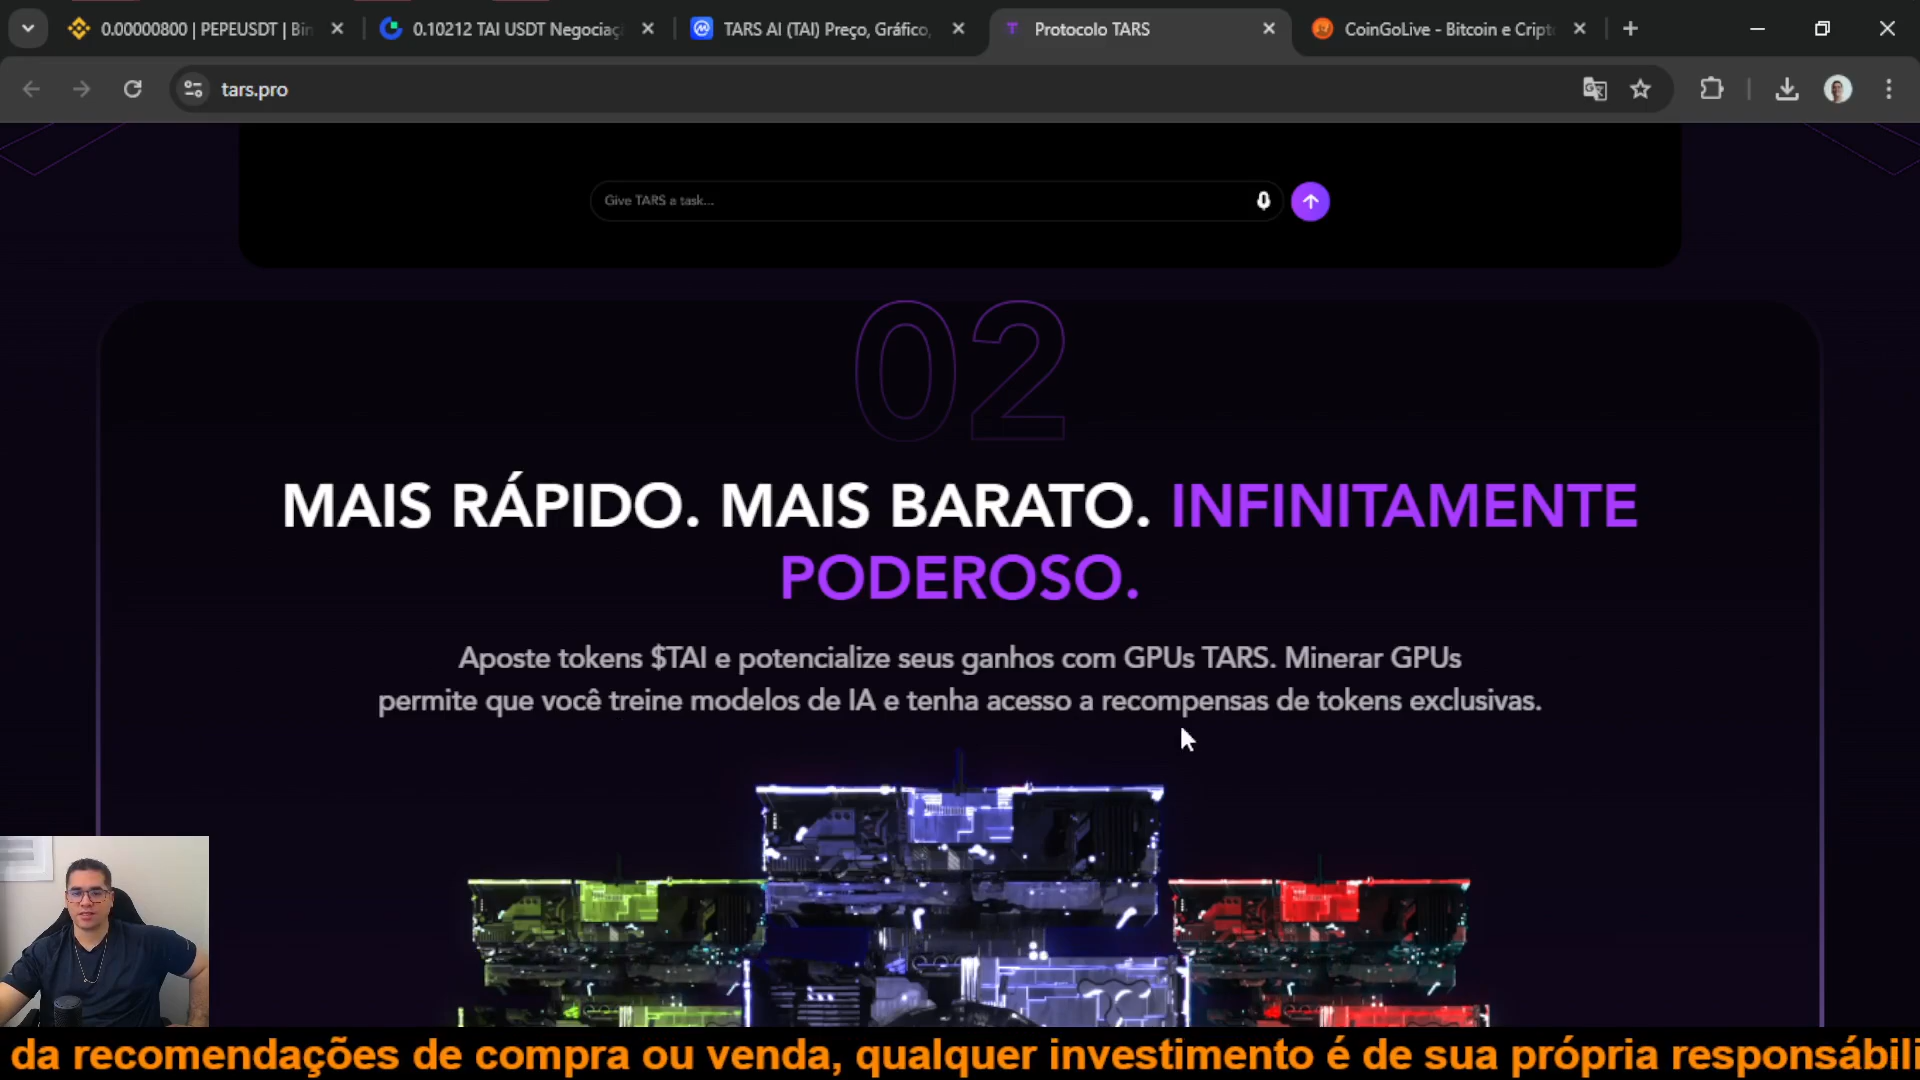 0.00000800 | PEPEUSDT | Bin
0.10212 TAI USDT Negociaç
TARS AI (TAI) Preço, Gráfico,
Protocolo TARS
CoinGoLive - Bitcoin e Cripto
tars.pro
Give TARS a task...
02
MAIS RÁPIDO. MAIS BARATO. INFINITAMENTE
PODEROSO.
Aposte tokens $TAI e potencialize seus ganhos com GPUs TARS. Minerar GPUs
permite que você treine modelos de IA e tenha acesso a recompensas de tokens exclusivas.
da recomendações de compra ou venda, qualquer investimento é de sua própria responsábili